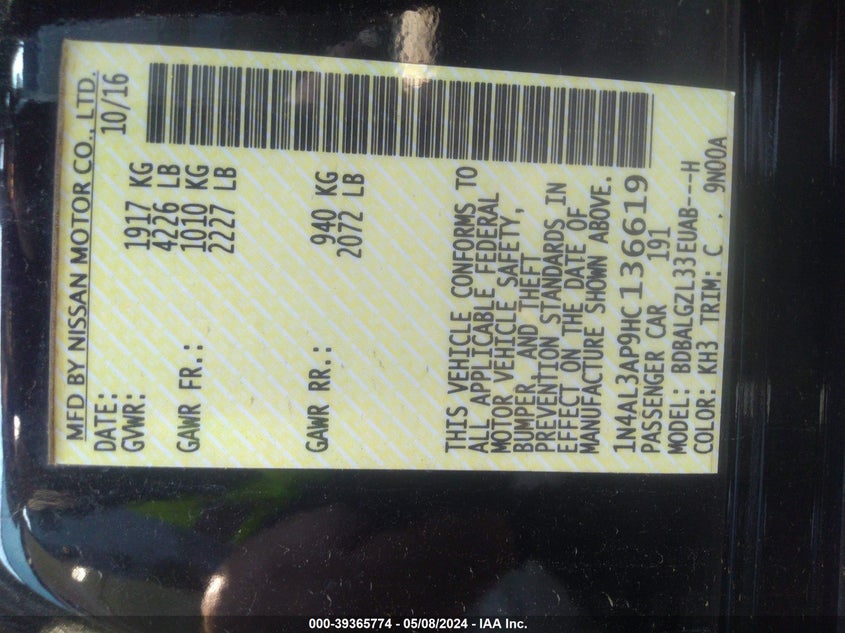 MFD BY NISSAN MOTOR CO., LTD.
DATE: 10/16
GVWR: 1917 KG
4226 LB
GAWR FR.: 1010 KG
2227 LB
GAWR RR.: 940 KG
2072 LB
THIS VEHICLE CONFORMS TO
ALL APPLICABLE FEDERAL
MOTOR VEHICLE SAFETY,
BUMPER, AND THEFT
PREVENTION STANDARDS IN
EFFECT ON THE DATE OF
MANUFACTURE SHOWN ABOVE.
1N4AL3AP9HC136619
PASSENGER CAR 191
MODEL: BDBALGZL33EUAB---H
COLOR: KH3 TRIM: C . 9N00A
000-39365774 - 05/08/2024 - IAA Inc.